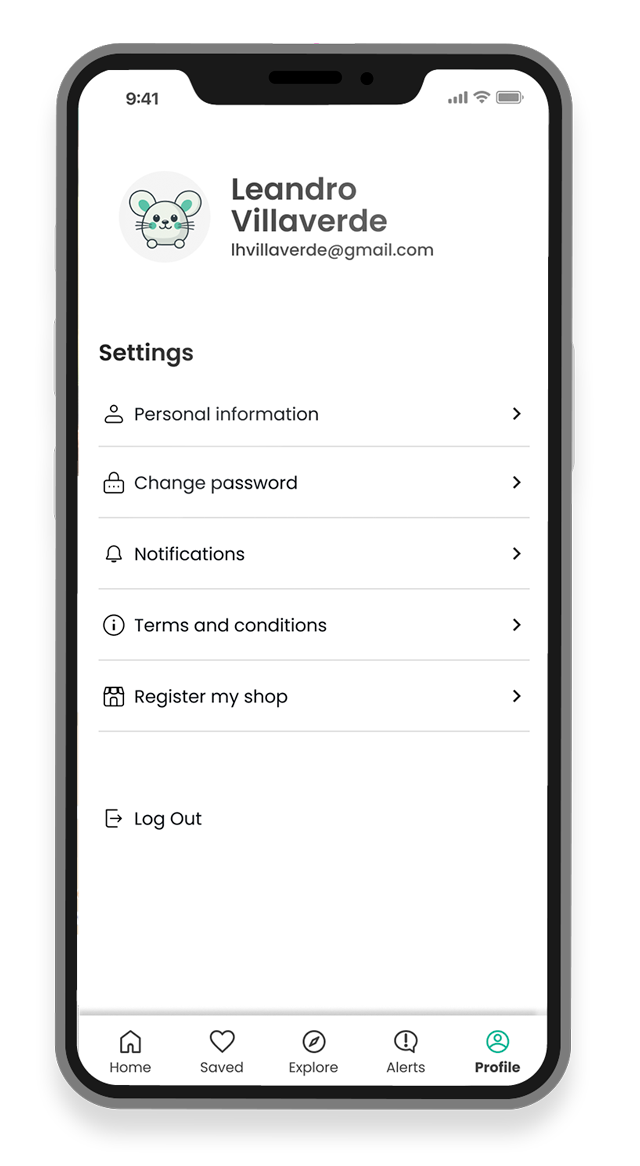 9:41
Leandro
Villaverde
lhvillaverde@gmail.com
Settings
Personal information
Change password
Notifications
Terms and conditions
Register my shop
Log Out
Home
Saved
Explore
Alerts
Profile